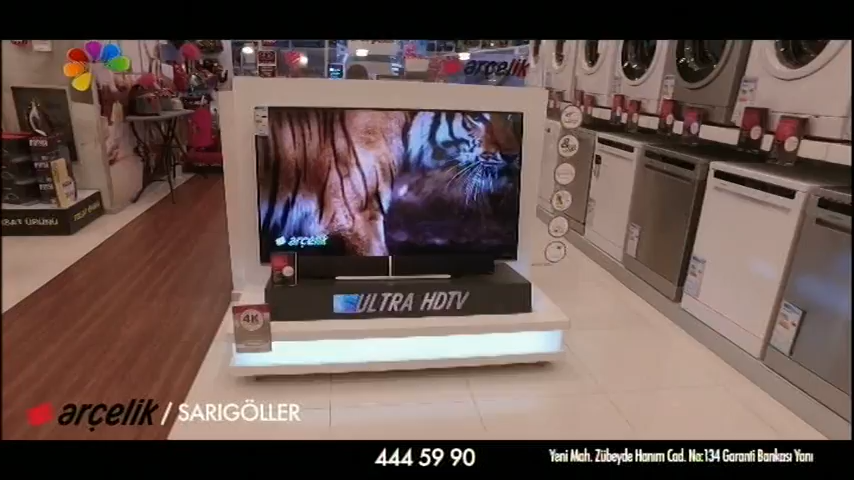 arçelik
arçelik
ULTRA HDTV
4K
arçelik / SARIGÖLLER
444 59 90
Yeni Mah. Zübeyde Hanım Cad. No:134 Garanti Bankası Yanı